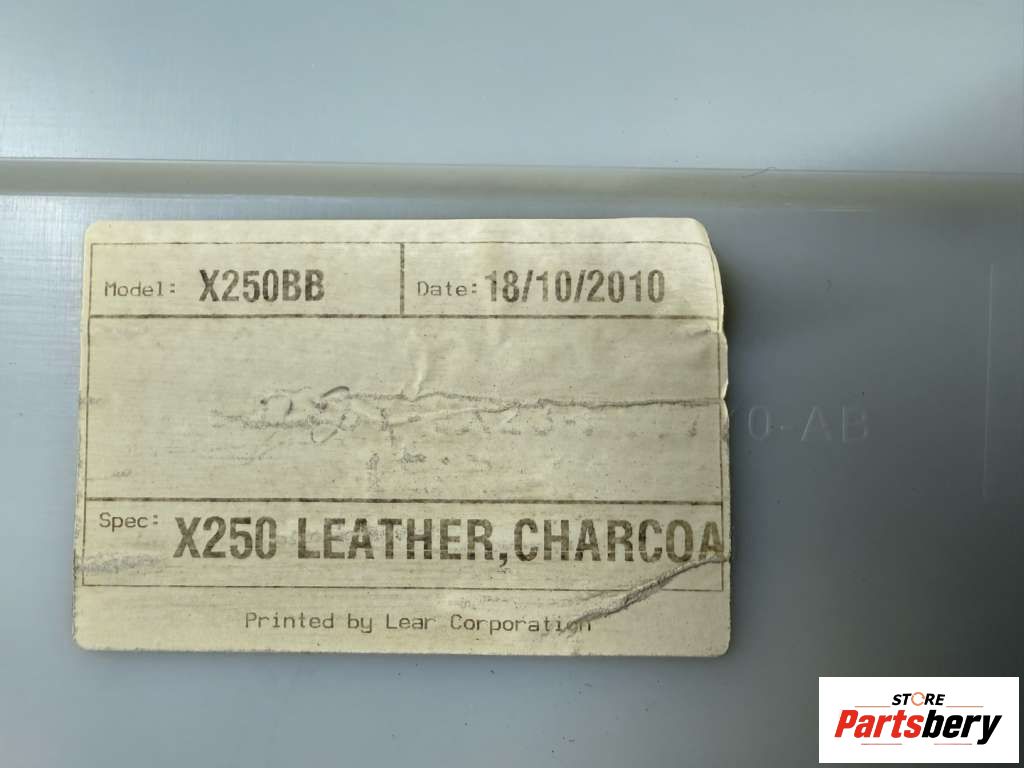 Model: X250BB
Date: 18/10/2010
0-AB
Spec: X250 LEATHER,CHARCOA
Printed by Lear Corporation
STORE
Partsbery